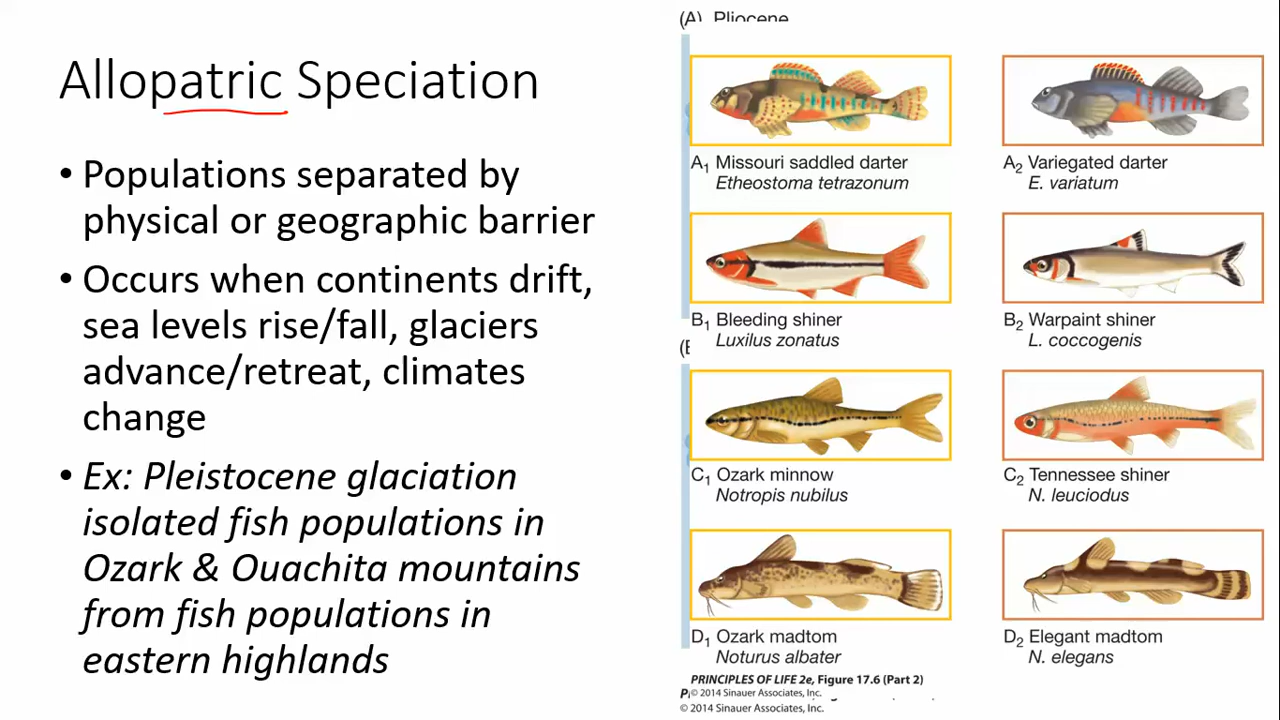 Allopatric Speciation
• Populations separated by
physical or geographic barrier
• Occurs when continents drift,
sea levels rise/fall, glaciers
advance/retreat, climates
change
• Ex: Pleistocene glaciation
isolated fish populations in
Ozark & Ouachita mountains
from fish populations in
eastern highlands
(A) Pliocene
A1 Missouri saddled darter
Etheostoma tetrazonum
A2 Variegated darter
E. variatum
B1 Bleeding shiner
Luxilus zonatus
B2 Warpaint shiner
L. coccogenis
C1 Ozark minnow
Notropis nubilus
C2 Tennessee shiner
N. leuciodus
D1 Ozark madtom
Noturus albater
D2 Elegant madtom
N. elegans
PRINCIPLES OF LIFE 2e, Figure 17.6 (Part 2)
© 2014 Sinauer Associates, Inc.
© 2014 Sinauer Associates, Inc.